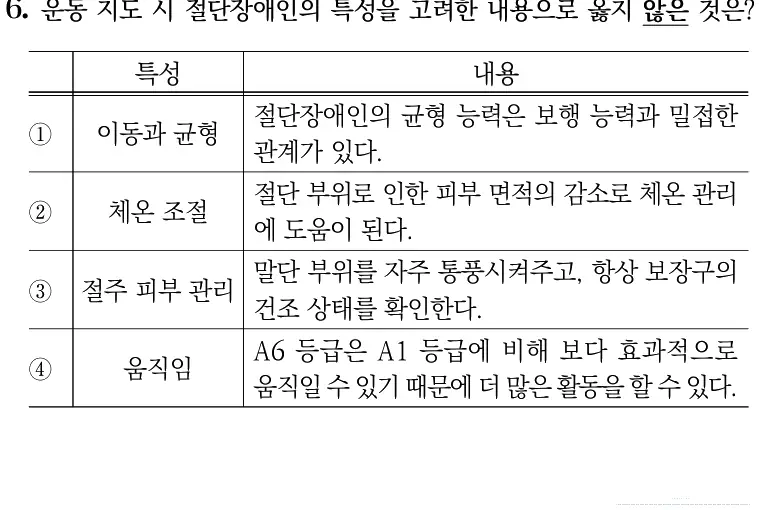 6. 운동 지도 시 절단장애인의 특성을 고려한 내용으로 옳지 않은 것은?
특성 내용
① 이동과 균형 절단장애인의 균형 능력은 보행 능력과 밀접한
관계가 있다.
② 체온 조절 절단 부위로 인한 피부 면적의 감소로 체온 관리
에 도움이 된다.
③ 절주 피부 관리 말단 부위를 자주 통풍시켜주고, 항상 보장구의
건조 상태를 확인한다.
④ 움직임 A6 등급은 A1 등급에 비해 보다 효과적으로
움직일 수 있기 때문에 더 많은 활동을 할 수 있다.